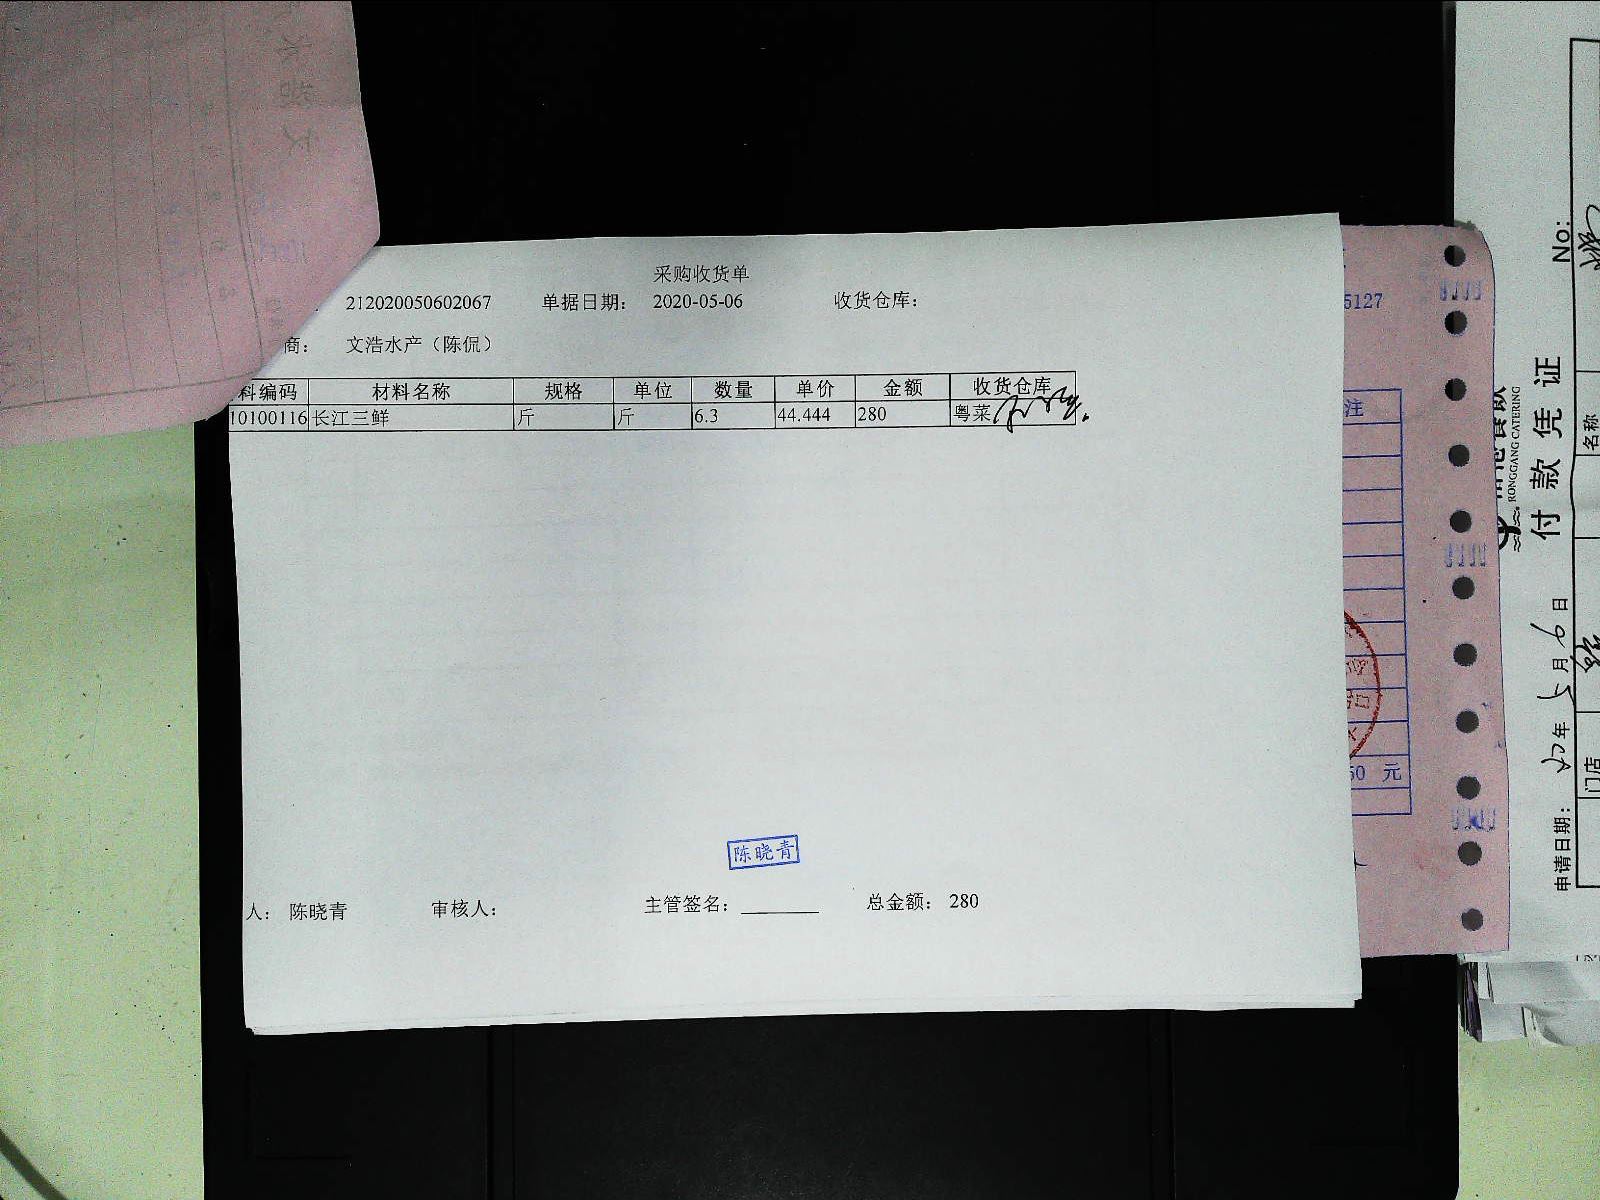 采购收货单
212020050602067 单据日期： 2020-05-06 收货仓库：
商： 文浩水产（陈侃）
料编码 材料名称 规格 单位 数量 单价 金额 收货仓库
10100116 长江三鲜 斤 斤 6.3 44.444 280 粤菜
陈晓青
人： 陈晓青 审核人： 主管签名： 总金额： 280
5127
注
50 元
No:
RONGGANG CATERING
付款凭证
申请日期： 年 5月9日
门店
名称